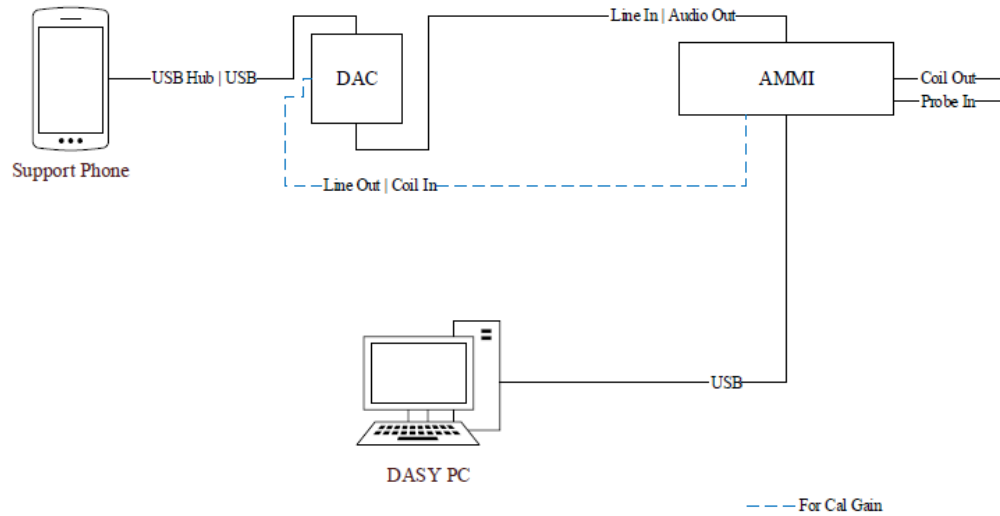 Line In | Audio Out
USB Hub | USB
DAC
AMMI
Coil Out
Probe In
Support Phone
Line Out | Coil In
USB
DASY PC
For Cal Gain